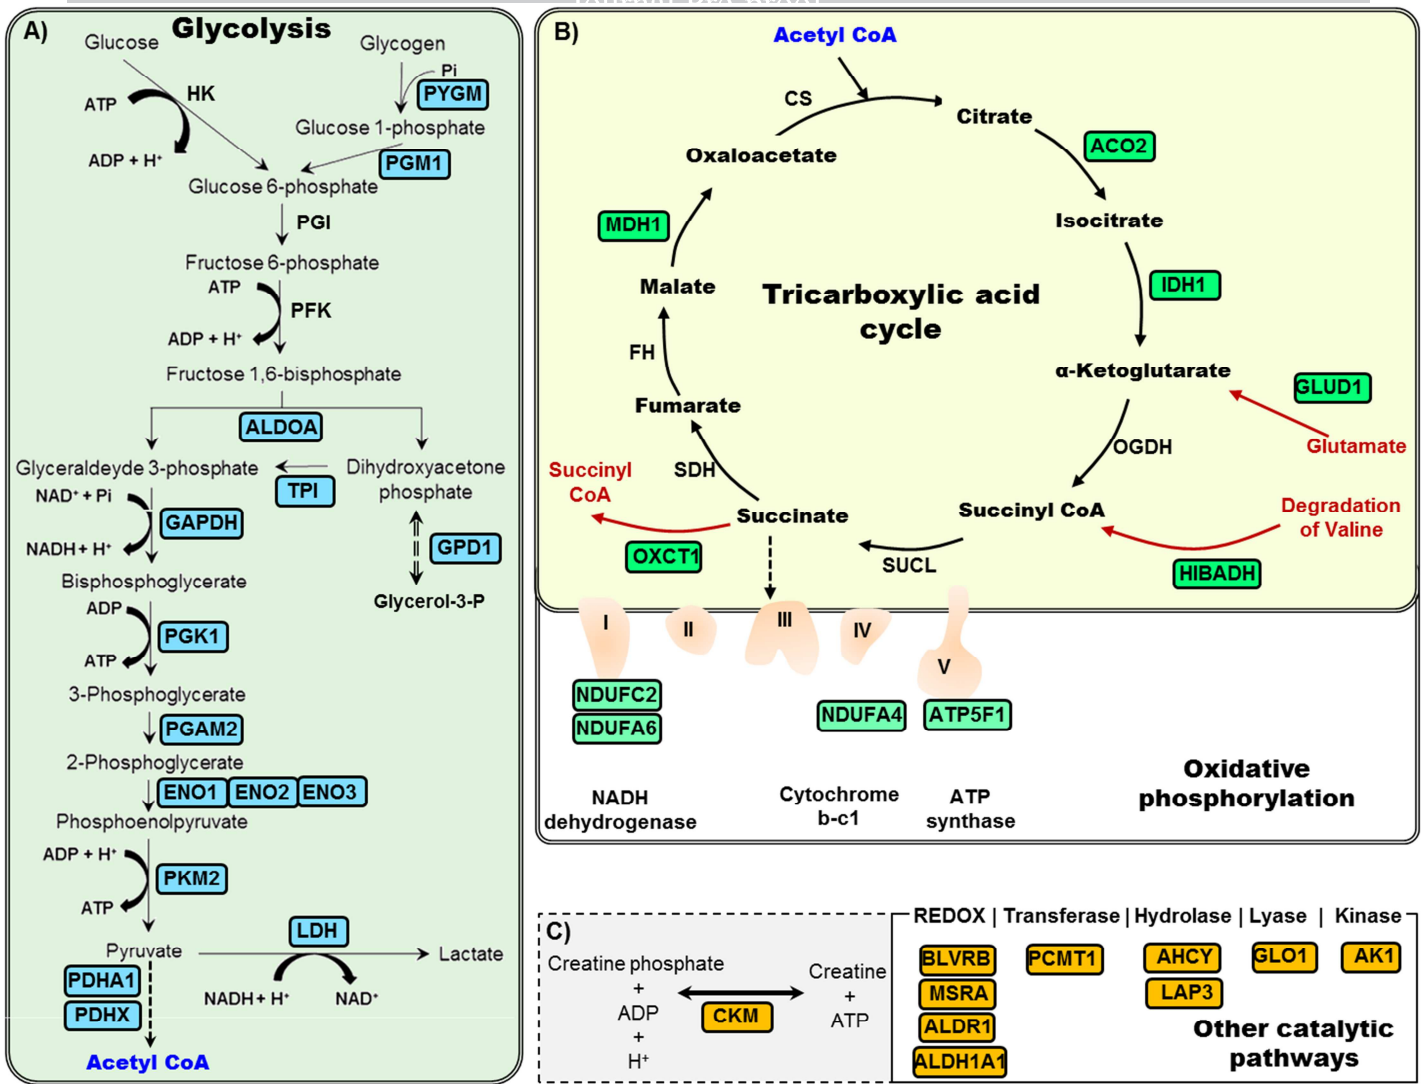 A)
Glycolysis
Glucose
Glycogen
Pi
PYGM
ATP
HK
ADP + H⁺
Glucose 1-phosphate
PGM1
Glucose 6-phosphate
PGI
Fructose 6-phosphate
ATP
PFK
ADP + H⁺
Fructose 1,6-bisphosphate
ALDOA
Glyceraldeyde 3-phosphate
TPI
Dihydroxyacetone
phosphate
NAD⁺ + Pi
GAPDH
NADH + H⁺
GPD1
Glycerol-3-P
Bisphosphoglycerate
ADP
PGK1
ATP
3-Phosphoglycerate
PGAM2
2-Phosphoglycerate
ENO1 ENO2 ENO3
Phosphoenolpyruvate
ADP + H⁺
PKM2
ATP
Pyruvate
LDH
Lactate
NADH + H⁺
NAD⁺
PDHA1
PDHX
Acetyl CoA
B)
Acetyl CoA
CS
Citrate
Oxaloacetate
ACO2
Isocitrate
MDH1
IDH1
Malate
Tricarboxylic acid
cycle
FH
α-Ketoglutarate
GLUD1
Glutamate
Fumarate
OGDH
SDH
Succinyl
CoA
Succinate
Succinyl CoA
Degradation
of Valine
OXCT1
SUCL
HIBADH
I
II
III
IV
V
NDUFC2
NDUFA6
NDUFA4
ATP5F1
Oxidative
phosphorylation
NADH
dehydrogenase
Cytochrome
b-c1
ATP
synthase
C)
Creatine phosphate
+
ADP
+
H⁺
CKM
Creatine
+
ATP
REDOX | Transferase | Hydrolase | Lyase | Kinase
BLVRB PCMT1 AHCY GLO1 AK1
MSRA LAP3
ALDR1
ALDH1A1
Other catalytic
pathways